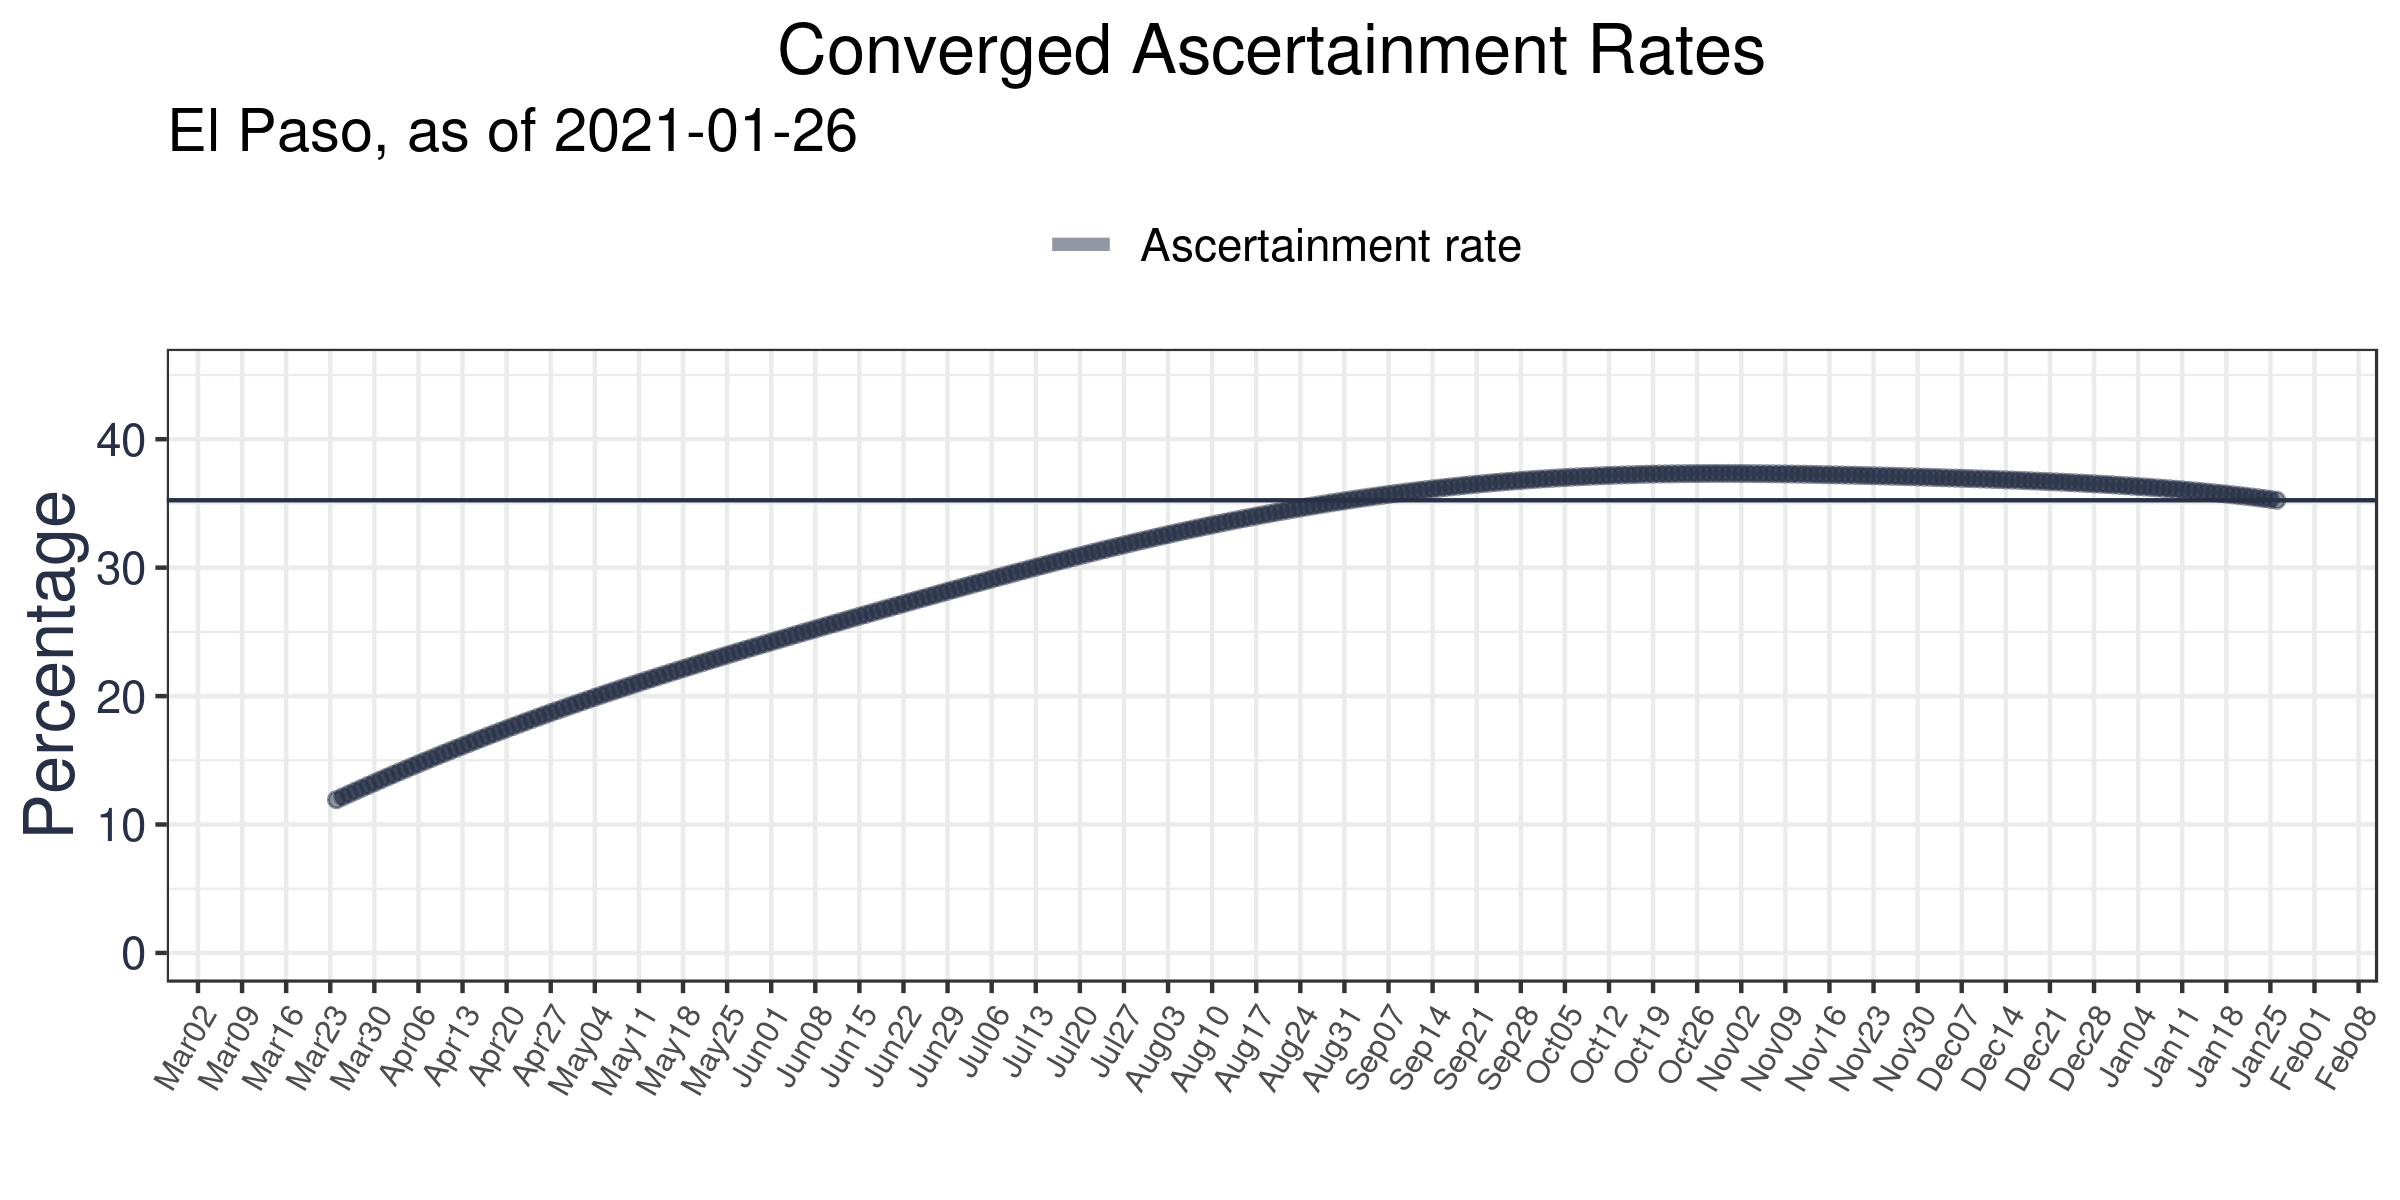 Converged Ascertainment Rates
El Paso, as of 2021-01-26
Ascertainment rate
Percentage
40
30
20
10
0
Mar02 Mar09 Mar16 Mar23 Mar30 Apr06 Apr13 Apr20 Apr27 May04 May11 May18 May25 Jun01 Jun08 Jun15 Jun22 Jun29 Jul06 Jul13 Jul20 Jul27 Aug03 Aug10 Aug17 Aug24 Aug31 Sep07 Sep14 Sep21 Sep28 Oct05 Oct12 Oct19 Oct26 Nov02 Nov09 Nov16 Nov23 Nov30 Dec07 Dec14 Dec21 Dec28 Jan04 Jan11 Jan18 Jan25 Feb01 Feb08